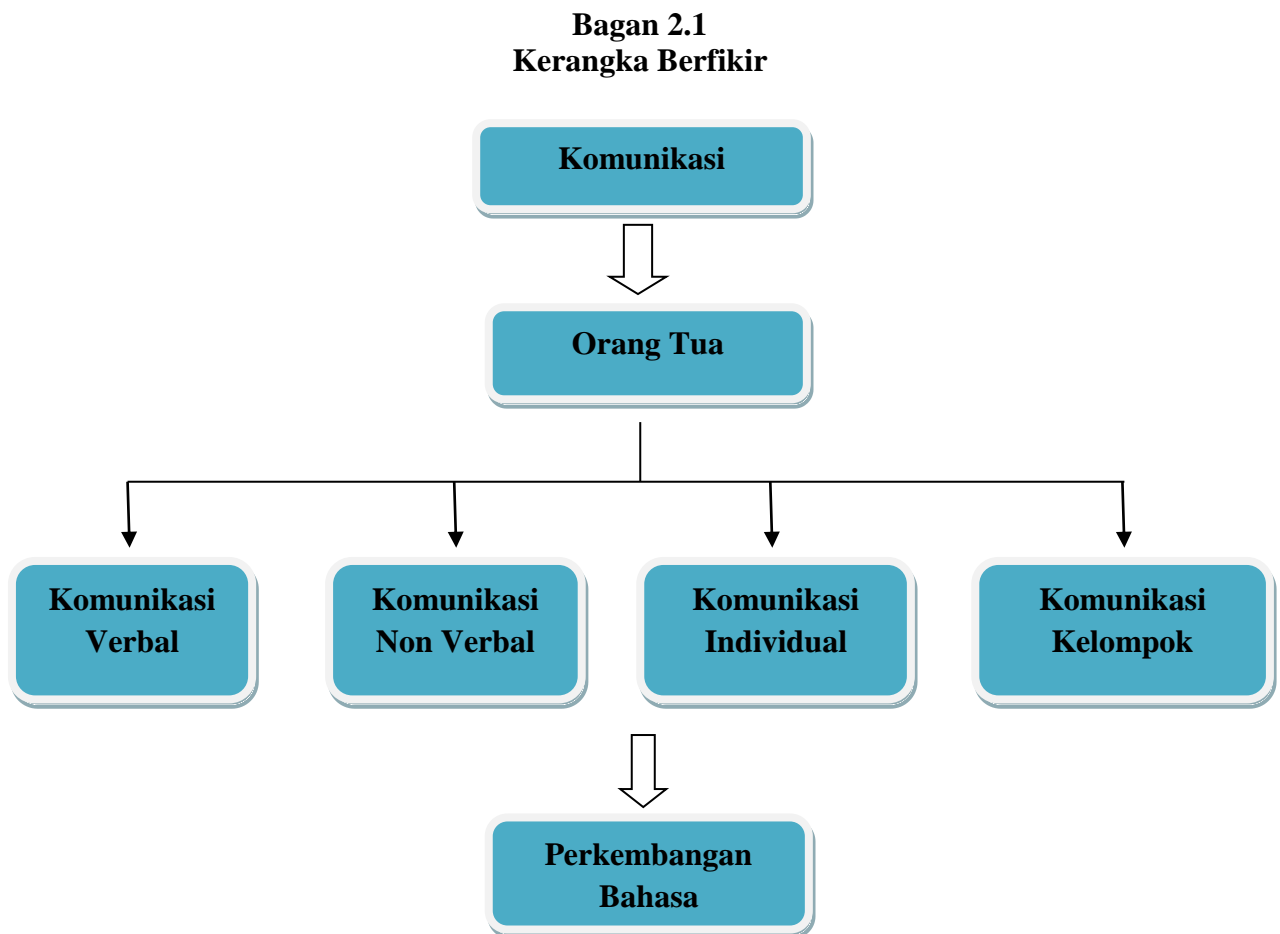 Bagan 2.1
Kerangka Berfikir
Komunikasi
Orang Tua
Komunikasi
Verbal
Komunikasi
Non Verbal
Komunikasi
Individual
Komunikasi
Kelompok
Perkembangan
Bahasa